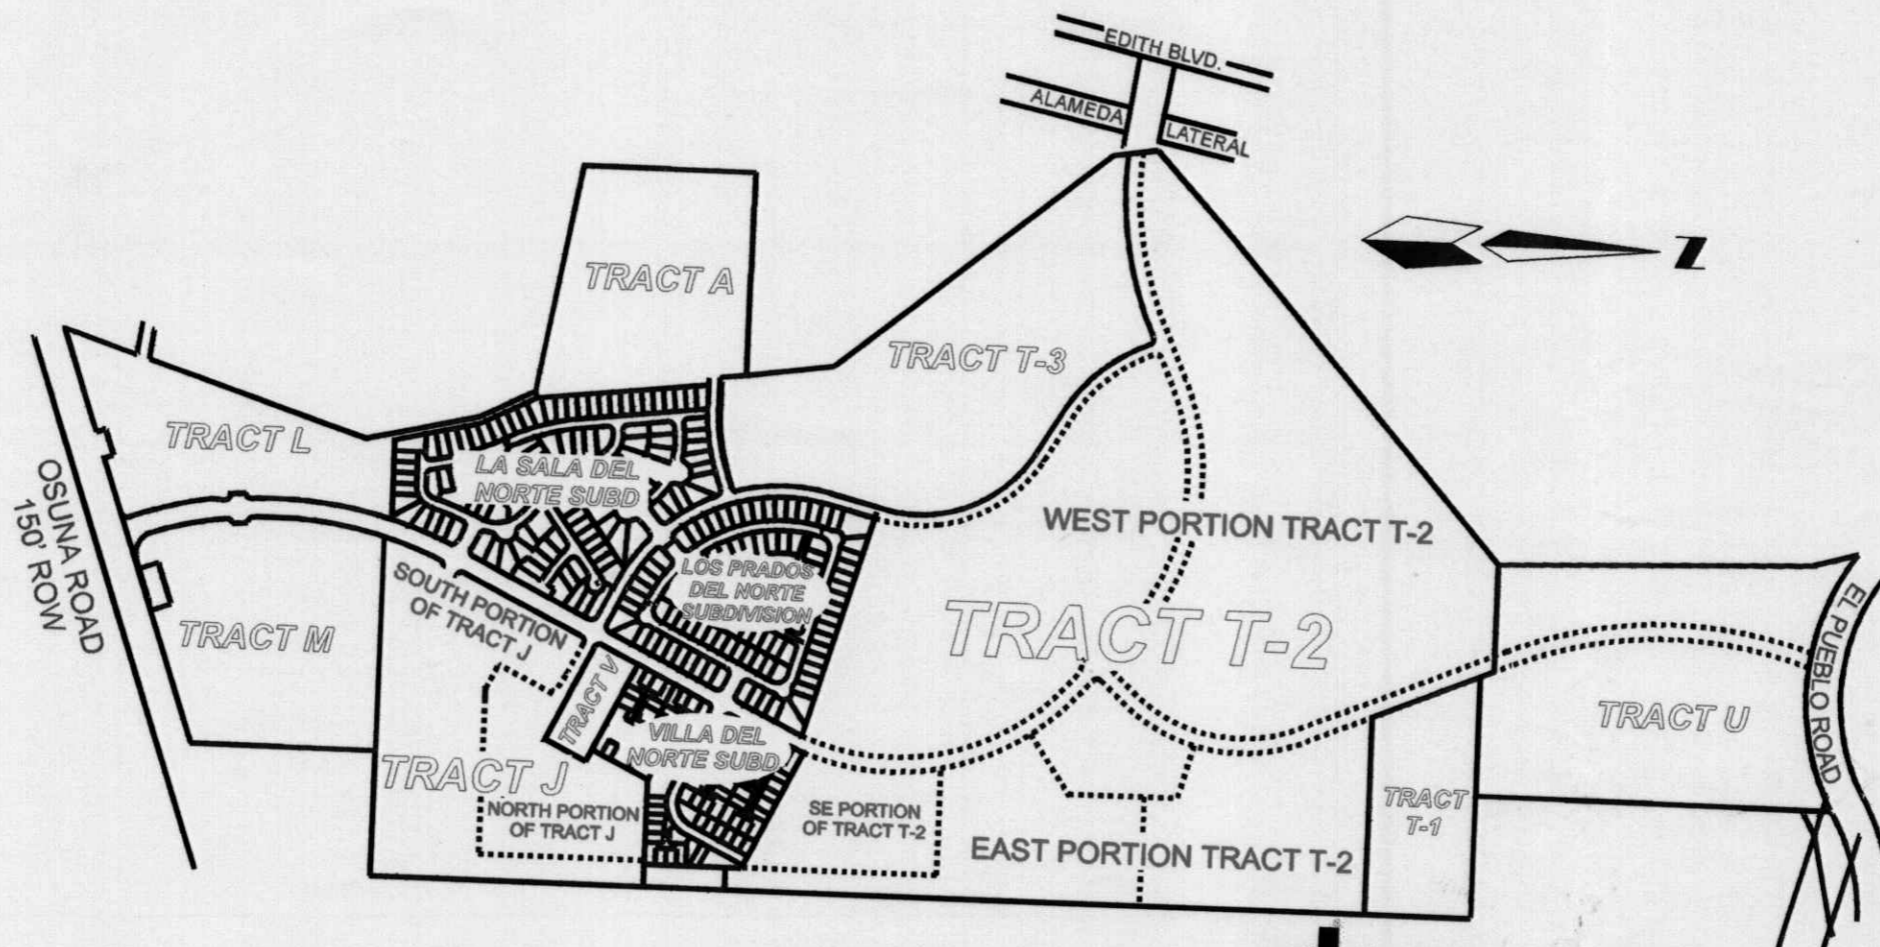 EDITH BLVD.
ALAMEDA
LATERAL
TRACT A
N
TRACT T-3
TRACT L
LA SALA DEL
NORTE SUBD
OSUNA ROAD
150' ROW
WEST PORTION TRACT T-2
LOS PRADOS
DEL NORTE
SUBDIVISION
SOUTH PORTION
OF TRACT J
TRACT M
TRACT T-2
EL PUEBLO ROAD
TRACT V
TRACT U
VILLA DEL
NORTE SUBD
TRACT J
NORTH PORTION
OF TRACT J
SE PORTION
OF TRACT T-2
TRACT
T-1
EAST PORTION TRACT T-2